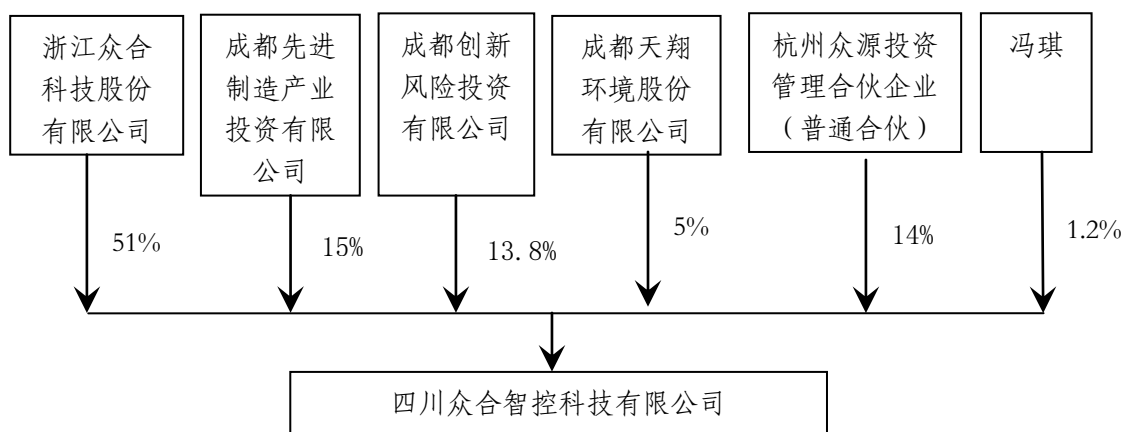 浙江众合
科技股份
有限公司
成都先进
制造产业
投资有限
公司
成都创新
风险投资
有限公司
成都天翔
环境股份
有限公司
杭州众源投资
管理合伙企业
（普通合伙）
冯琪
51%
15%
13.8%
5%
14%
1.2%
四川众合智控科技有限公司